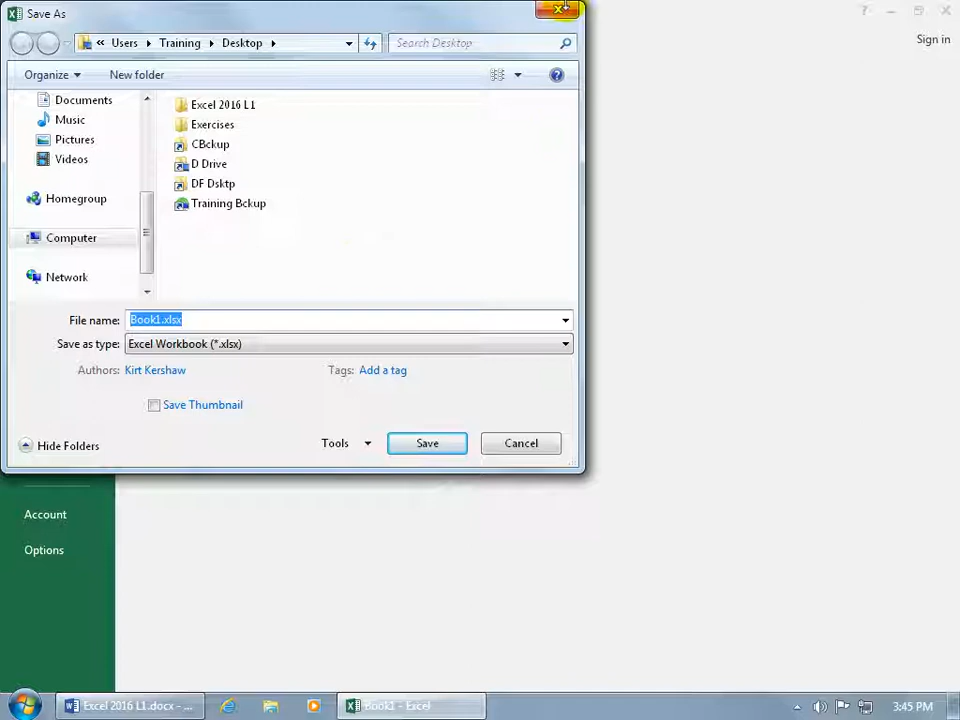 Save As
Sign in
« Users Training Desktop
Search Desktop
Organize
New folder
Documents
Music
Pictures
Videos
Homegroup
Computer
Network
Excel 2016 L1
Exercises
CBckup
D Drive
DF Dsktp
Training Bckup
File name: Book1.xlsx
Save as type: Excel Workbook (*.xlsx)
Authors: Kirt Kershaw
Tags: Add a tag
Save Thumbnail
Hide Folders
Tools
Save
Cancel
Account
Options
Excel 2016 L1.docx - ...
Book1 - Excel
3:45 PM